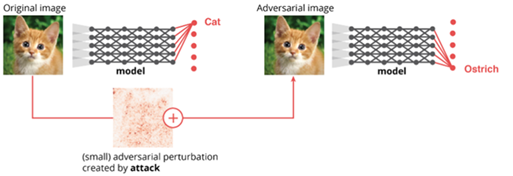 Original image
Adversarial image
Cat
model
model
Ostrich
(small) adversarial perturbation
created by attack